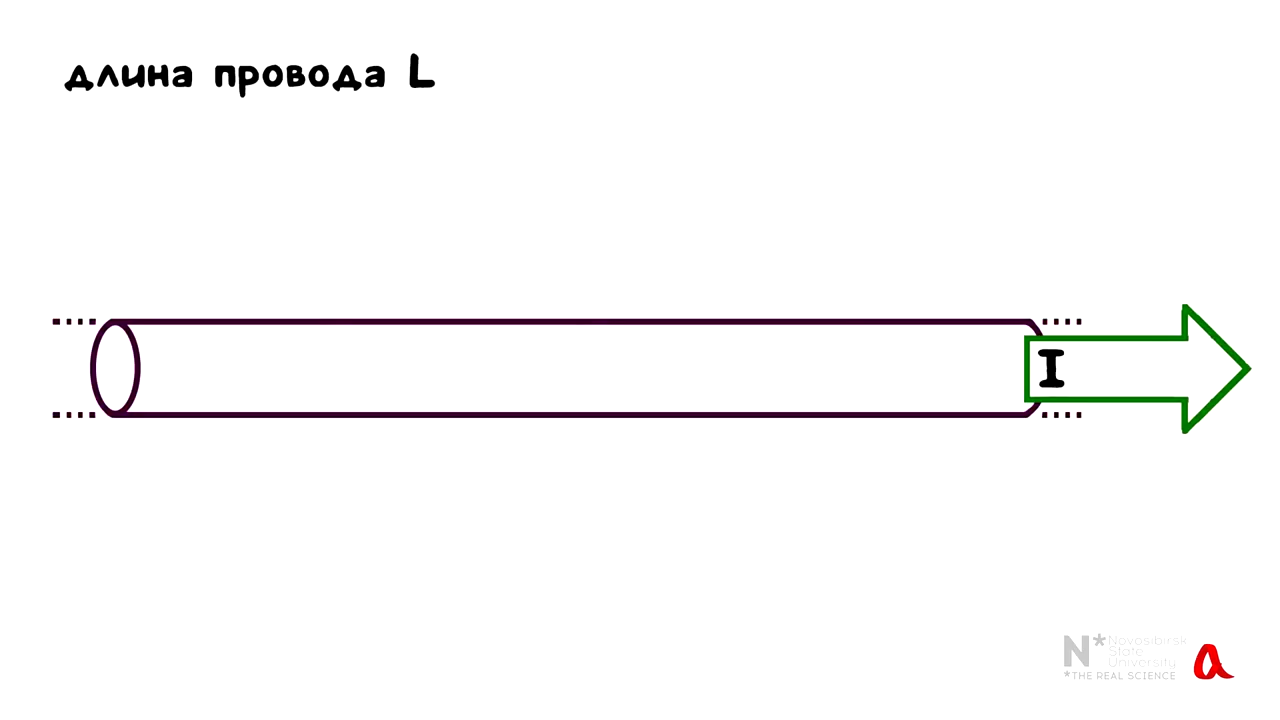 длина провода L
I
N* Novosibirsk
State
University
*THE REAL SCIENCE
a